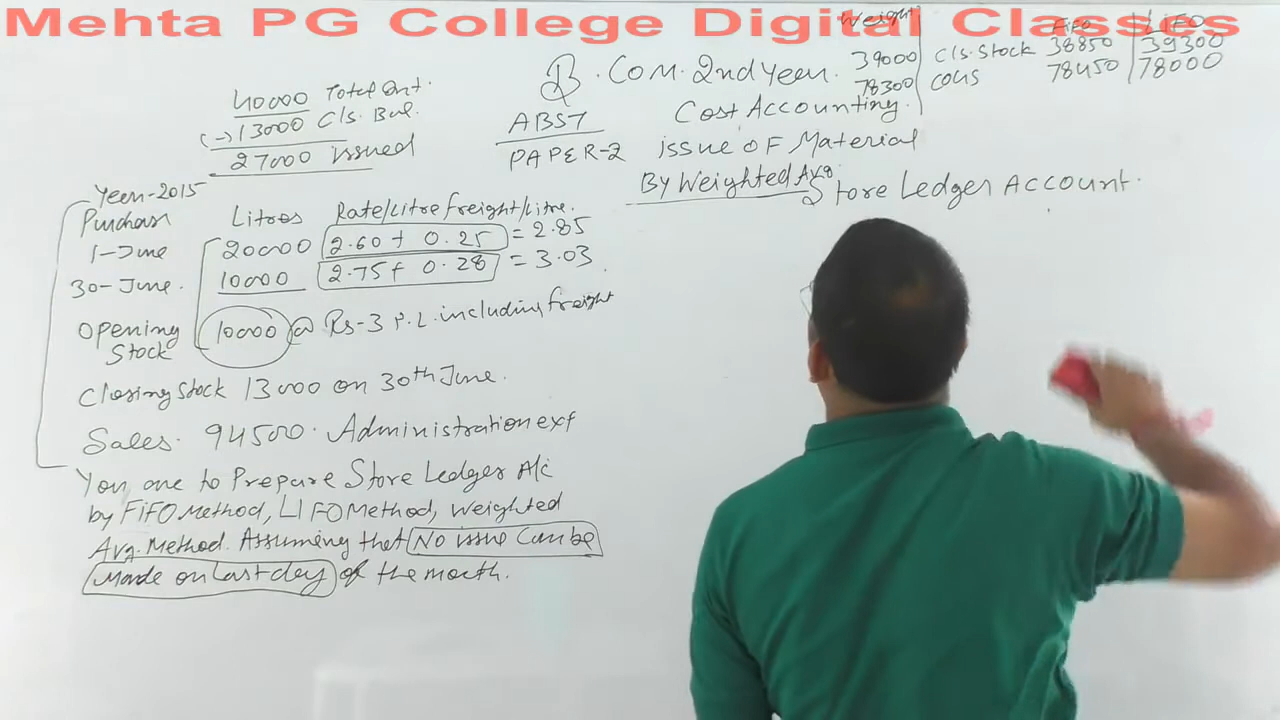 Mehta PG College Digital Classes
Weight FIFO LIFO
39000 Cls. Stock 38850 39300
78300 Cons 78450 78000
B. Com. 2nd Year.
Cost Accounting.
ABST
PAPER-2
issue of Material
By Weighted Avg.
Store Ledger Account.
40000 Total Qnt.
(-) 13000 Cls. Bal.
27000 issued
Year-2015
Purchase Litres Rate/Litre freight/Litre.
1-June 20000 2.60 + 0.25 = 2.85
30-June. 10000 2.75 + 0.28 = 3.03
Opening Stock 10000 @ Rs-3 P.L. including freight
Closing Stock 13000 on 30th June.
Sales. 94500. Administration
You are to Prepare Store Ledger A/c
by FIFO Method, LIFO Method, Weighted
Avg. Method. Assuming that No issue Can be
Made on Last day of the month.